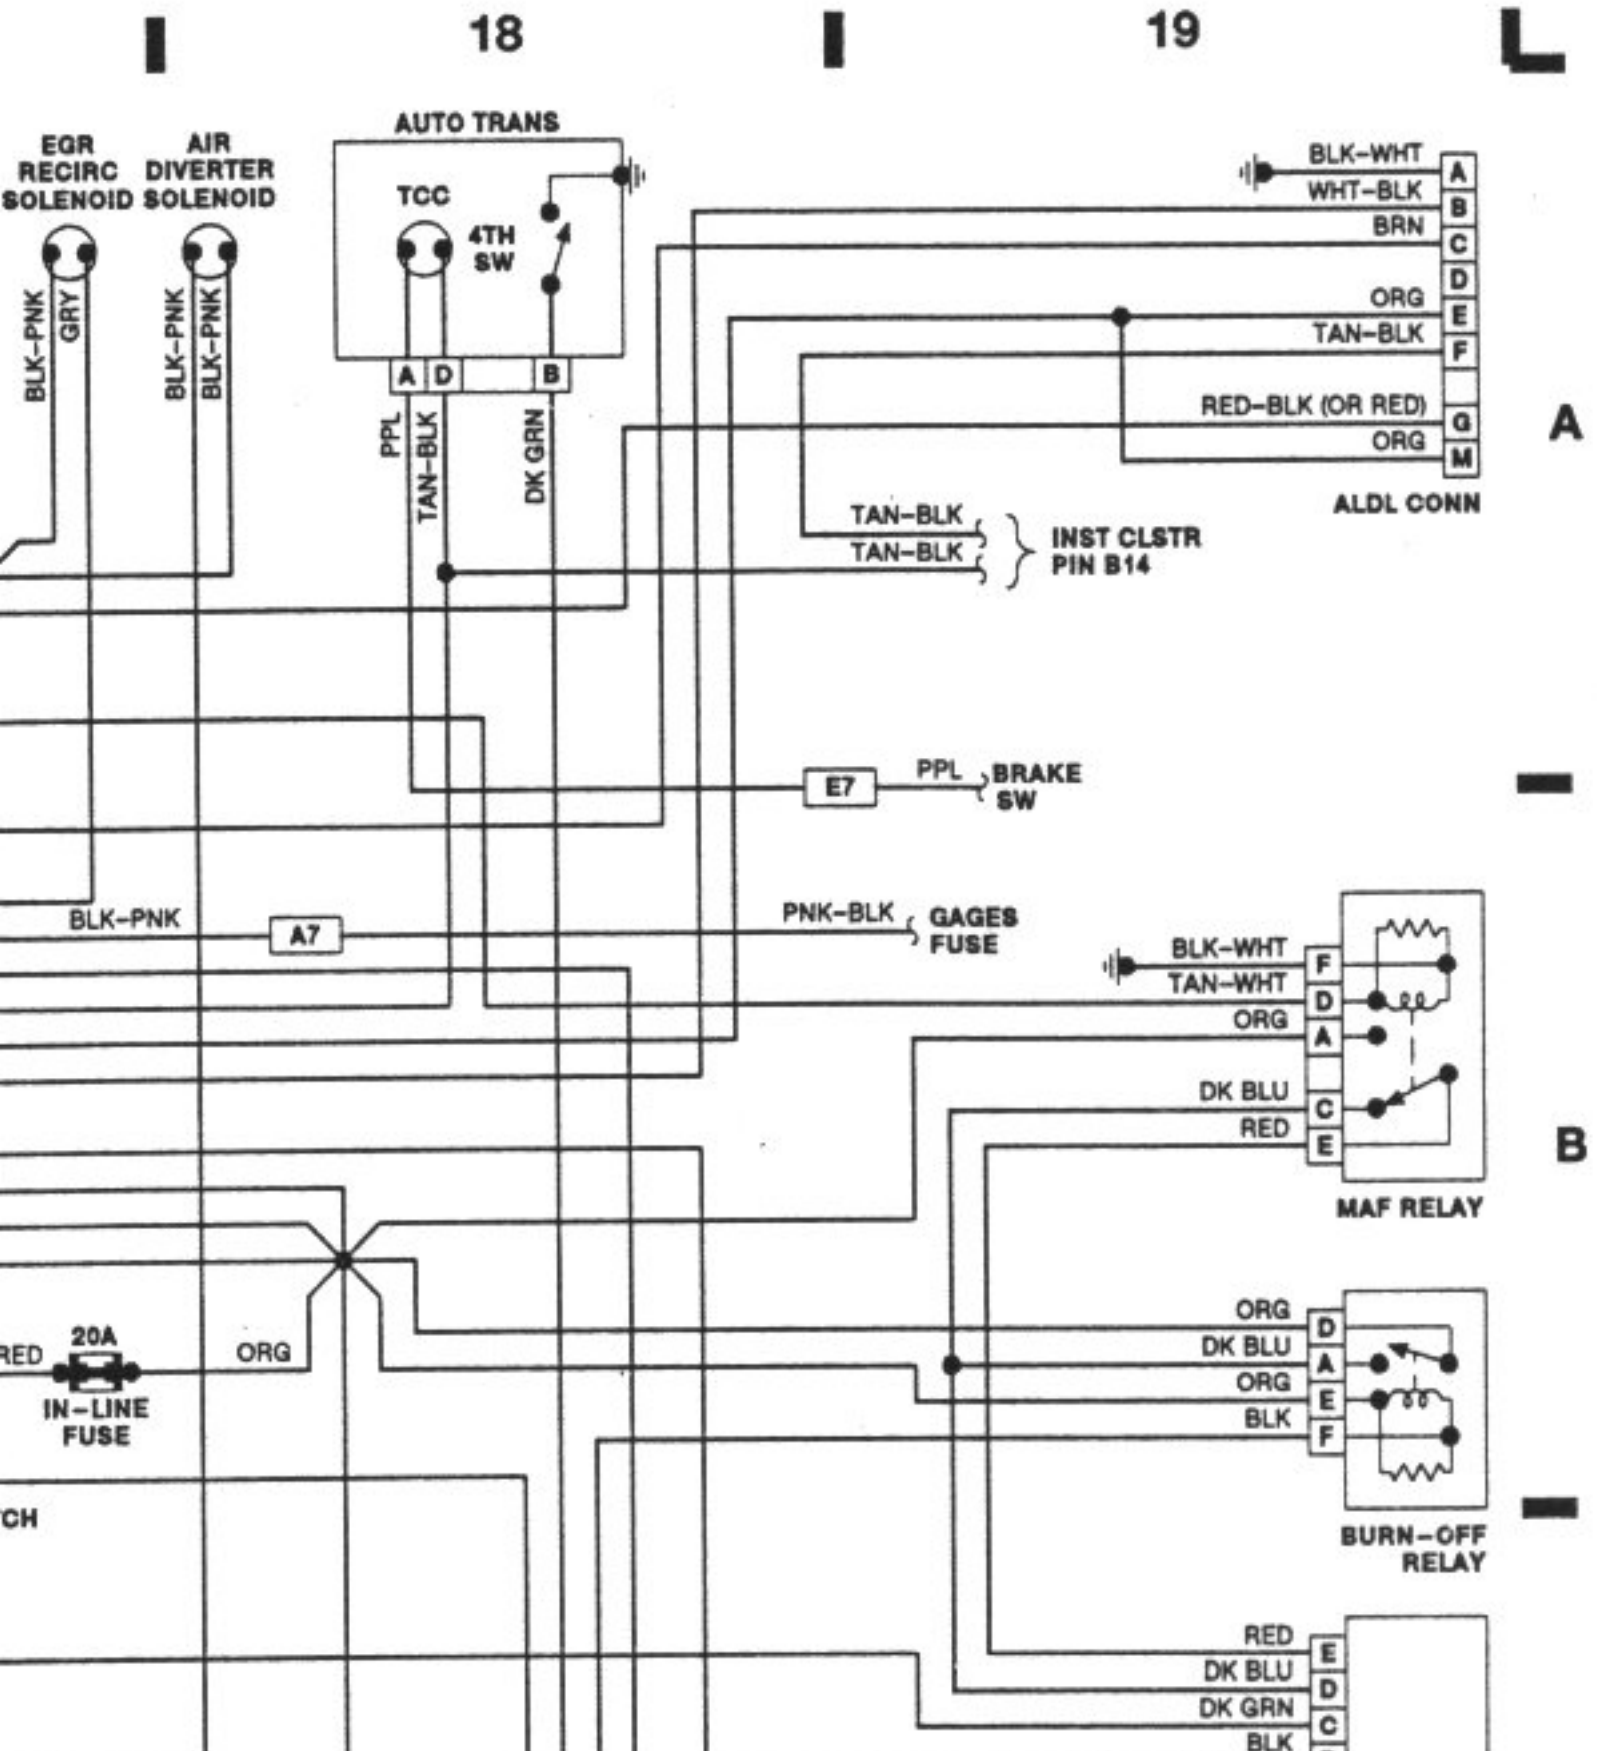 18
19
AUTO TRANS
EGR
RECIRC
SOLENOID
AIR
DIVERTER
SOLENOID
TCC
4TH
SW
BLK-PNK
GRY
BLK-PNK
BLK-PNK
A
D
B
PPL
TAN-BLK
DK GRN
BLK-WHT
A
WHT-BLK
B
BRN
C
D
ORG
E
TAN-BLK
F
RED-BLK (OR RED)
G
ORG
M
ALDL CONN
A
TAN-BLK
TAN-BLK
INST CLSTR
PIN B14
E7
PPL
BRAKE
SW
BLK-PNK
A7
PNK-BLK
GAGES
FUSE
BLK-WHT
F
TAN-WHT
D
ORG
A
DK BLU
C
RED
E
MAF RELAY
B
RED
20A
IN-LINE
FUSE
ORG
ORG
D
DK BLU
A
ORG
E
BLK
F
BURN-OFF
RELAY
CH
RED
E
DK BLU
D
DK GRN
C
BLK